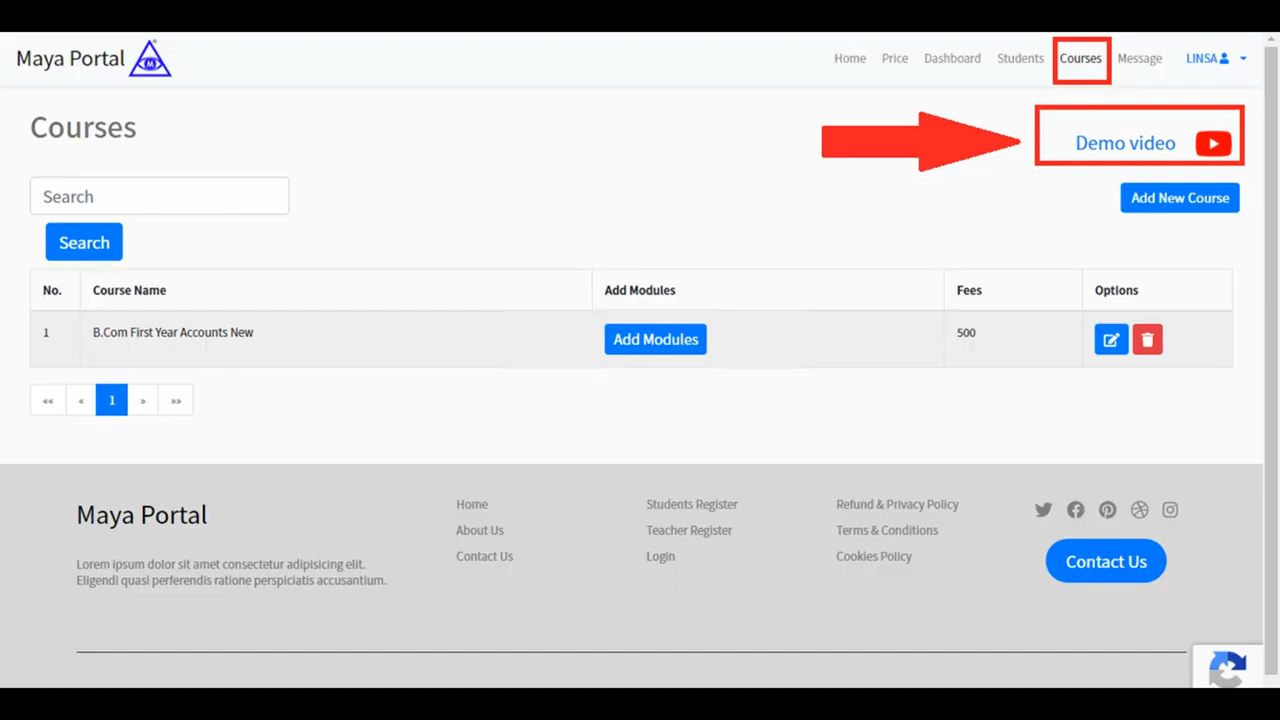 Maya Portal
Home Price Dashboard Students Courses Message LINSA
Courses
Demo video
Search
Add New Course
Search
No. Course Name Add Modules Fees Options
1 B.Com First Year Accounts New Add Modules 500
«« « 1 » »»
Maya Portal
Lorem ipsum dolor sit amet consectetur adipisicing elit.
Eligendi quasi perferendis ratione perspiciatis accusantium.
Home
About Us
Contact Us
Students Register
Teacher Register
Login
Refund & Privacy Policy
Terms & Conditions
Cookies Policy
Contact Us